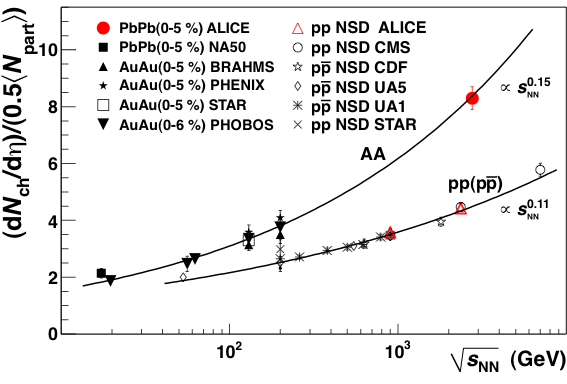 PbPb(0-5 %) ALICE
PbPb(0-5 %) NA50
AuAu(0-5 %) BRAHMS
AuAu(0-5 %) PHENIX
AuAu(0-5 %) STAR
AuAu(0-6 %) PHOBOS
pp NSD ALICE
pp NSD CMS
pp̅ NSD CDF
pp̅ NSD UA5
pp̅ NSD UA1
pp NSD STAR
(dN_ch/dη)/(0.5⟨N_part⟩)
10
8
6
4
2
0
∝ s_NN^0.15
AA
pp(pp̅)
∝ s_NN^0.11
10^2
10^3
√s_NN (GeV)